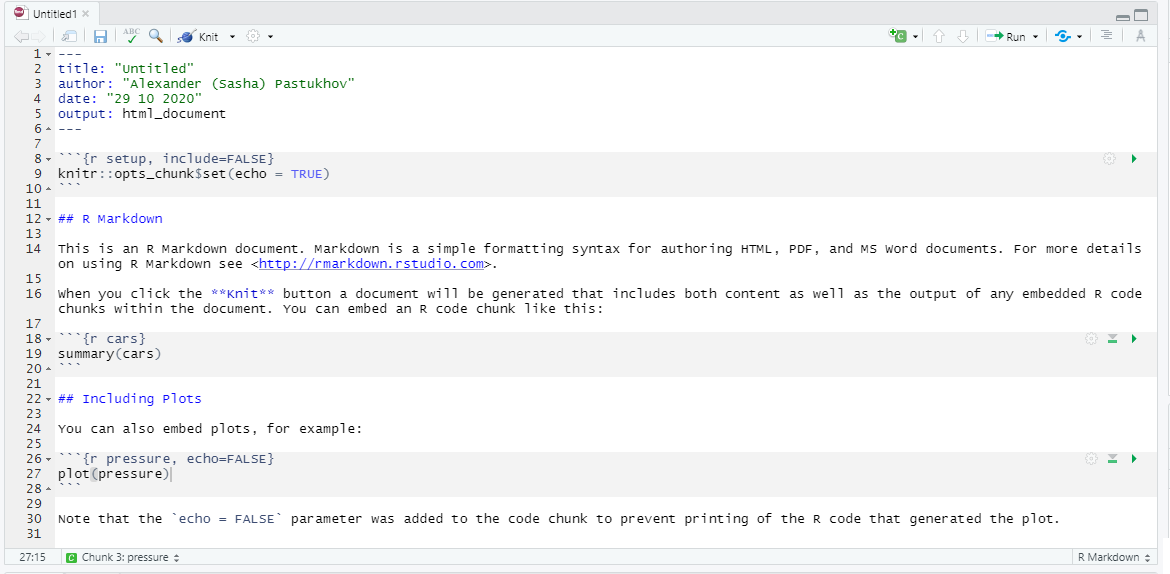 Untitled1
ABC Knit C Run
1 ---
2 title: "Untitled"
3 author: "Alexander (Sasha) Pastukhov"
4 date: "29 10 2020"
5 output: html_document
6 ---
7
8 ```{r setup, include=FALSE}
9 knitr::opts_chunk$set(echo = TRUE)
10 ```
11
12 ## R Markdown
13
14 This is an R Markdown document. Markdown is a simple formatting syntax for authoring HTML, PDF, and MS Word documents. For more details
on using R Markdown see <http://rmarkdown.rstudio.com>.
15
16 When you click the **Knit** button a document will be generated that includes both content as well as the output of any embedded R code
chunks within the document. You can embed an R code chunk like this:
17
18 ```{r cars}
19 summary(cars)
20 ```
21
22 ## Including Plots
23
24 You can also embed plots, for example:
25
26 ```{r pressure, echo=FALSE}
27 plot(pressure)
28 ```
29
30 Note that the `echo = FALSE` parameter was added to the code chunk to prevent printing of the R code that generated the plot.
31
27:15 C Chunk 3: pressure R Markdown